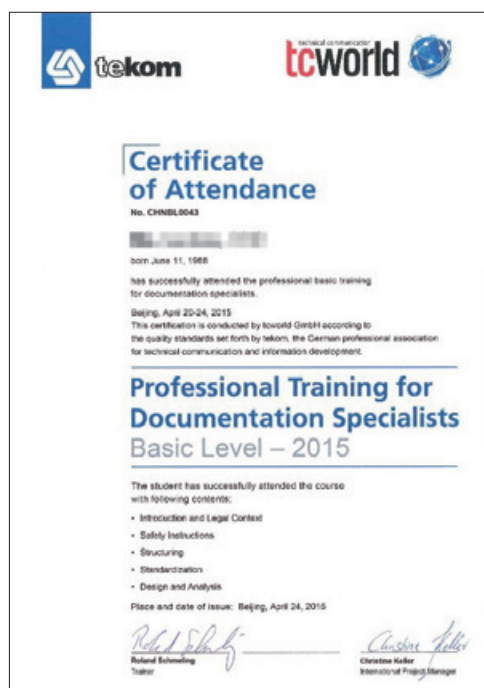 tekom
technical communication
tcworld
Certificate
of Attendance
No. CHNBL0043
born June 11, 1988
has successfully attended the professional basic training
for documentation specialists.
Beijing, April 20-24, 2015
This certification is conducted by tcworld GmbH according to
the quality standards set forth by tekom, the German professional association
for technical communication and information development.
Professional Training for
Documentation Specialists
Basic Level – 2015
The student has successfully attended the course
with following contents:
• Introduction and Legal Context
• Safety Instructions
• Structuring
• Standardization
• Design and Analysis
Place and date of issue: Beijing, April 24, 2015
Roland Schmeling
Christine Keller
Trainer
International Project Manager